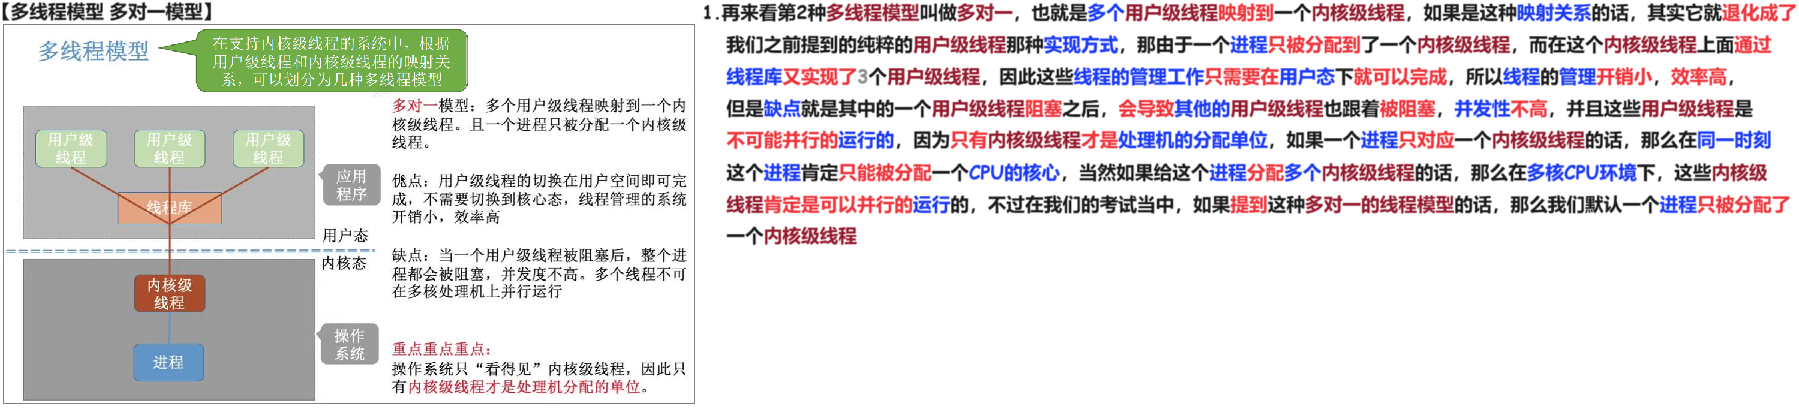 【多线程模型 多对一模型】
多线程模型
在支持内核级线程的系统中，根据
用户级线程和内核级线程的映射关
系，可以划分为几种多线程模型
用户级
线程
用户级
线程
用户级
线程
线程库
应用
程序
用户态
内核态
内核级
线程
进程
操作
系统
多对一模型：多个用户级线程映射到一个内
核级线程。且一个进程只被分配一个内核级
线程。
优点：用户级线程的切换在用户空间即可完
成，不需要切换到核心态，线程管理的系统
开销小，效率高
缺点：当一个用户级线程被阻塞后，整个进
程都会被阻塞，并发度不高。多个线程不可
在多核处理机上并行运行
重点重点重点：
操作系统只“看得见”内核级线程，因此只
有内核级线程才是处理机分配的单位。
1.再来看第2种多线程模型叫做多对一，也就是多个用户级线程映射到一个内核级线程，如果是这种映射关系的话，其实它就退化成了
我们之前提到的纯粹的用户级线程那种实现方式，那由于一个进程只被分配到了一个内核级线程，而在这个内核级线程上面通过
线程库又实现了3个用户级线程，因此这些线程的管理工作只需要在用户态下就可以完成，所以线程的管理开销小，效率高，
但是缺点就是其中的一个用户级线程阻塞之后，会导致其他的用户级线程也跟着被阻塞，并发性不高，并且这些用户级线程是
不可能并行的运行的，因为只有内核级线程才是处理机的分配单位，如果一个进程只对应一个内核级线程的话，那么在同一时刻
这个进程肯定只能被分配一个CPU的核心，当然如果给这个进程分配多个内核级线程的话，那么在多核CPU环境下，这些内核级
线程肯定是可以并行的运行的，不过在我们的考试当中，如果提到这种多对一的线程模型的话，那么我们默认一个进程只被分配了
一个内核级线程